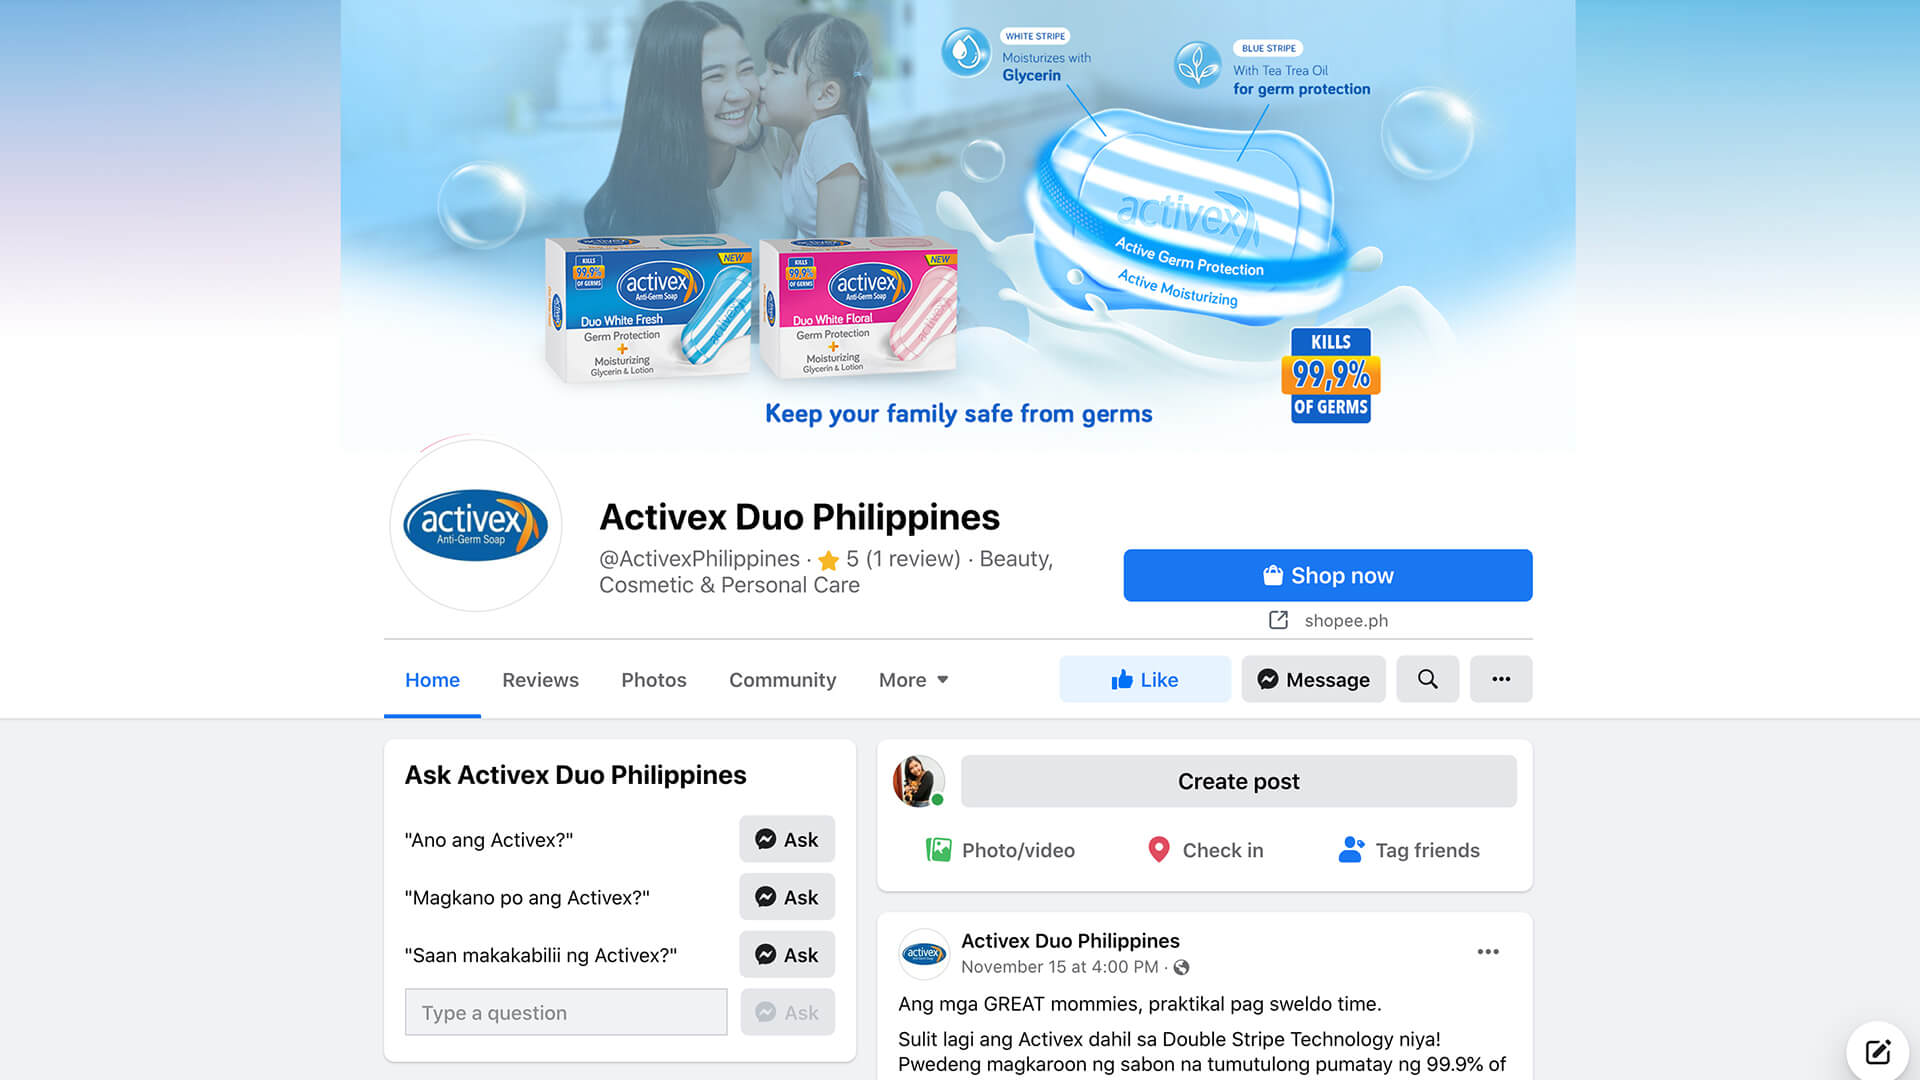 WHITE STRIPE
Moisturizes with
Glycerin
BLUE STRIPE
With Tea Trea Oil
for germ protection
activex
Active Germ Protection
Active Moisturizing
KILLS
99.9%
OF GERMS
NEW
activex
Anti-Germ Soap
Duo White Fresh
Germ Protection
+
Moisturizing
Glycerin & Lotion
KILLS
99.9%
OF GERMS
NEW
activex
Anti-Germ Soap
Duo White Floral
Germ Protection
+
Moisturizing
Glycerin & Lotion
KILLS
99,9%
OF GERMS
Keep your family safe from germs
activex
Anti-Germ Soap
Activex Duo Philippines
@ActivexPhilippines · 5 (1 review) · Beauty,
Cosmetic & Personal Care
Shop now
shopee.ph
Home
Reviews
Photos
Community
More
Like
Message
Ask Activex Duo Philippines
"Ano ang Activex?"
Ask
"Magkano po ang Activex?"
Ask
"Saan makakabilii ng Activex?"
Ask
Type a question
Ask
Create post
Photo/video
Check in
Tag friends
activex
Activex Duo Philippines
November 15 at 4:00 PM ·
Ang mga GREAT mommies, praktikal pag sweldo time.
Sulit lagi ang Activex dahil sa Double Stripe Technology niya!
Pwedeng magkaroon ng sabon na tumutulong pumatay ng 99.9% of